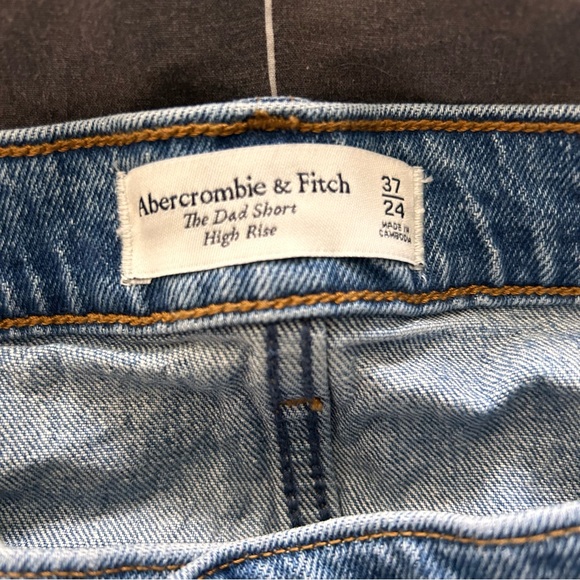 Abercrombie & Fitch
The Dad Short
High Rise
37
24
MADE IN
CAMBODIA